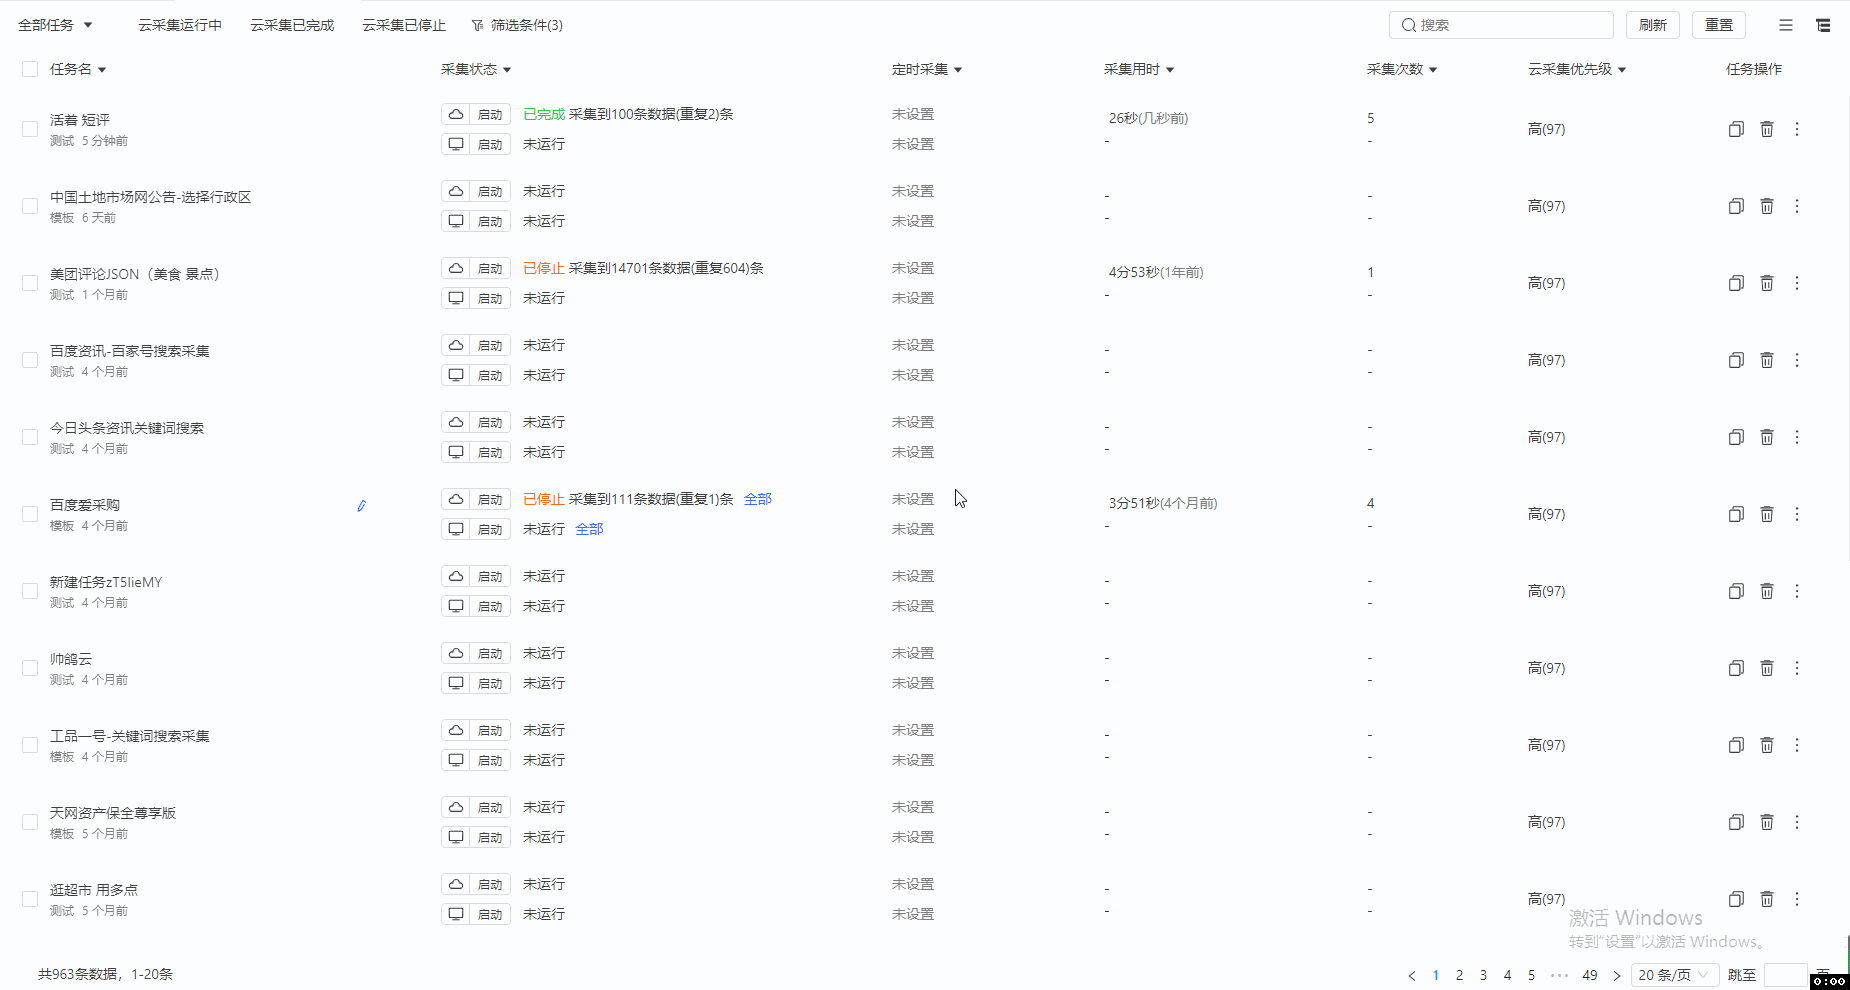 全部任务 云采集运行中 云采集已完成 云采集已停止 筛选条件(3) 搜索 刷新 重置
任务名 采集状态 定时采集 采集用时 采集次数 云采集优先级 任务操作
活着 短评 启动 已完成 采集到100条数据(重复2)条 未设置 26秒(几秒前) 5 高(97)
测试 5 分钟前 启动 未运行 未设置 - -
中国土地市场网公告-选择行政区 启动 未运行 未设置 - - 高(97)
模板 6 天前 启动 未运行 未设置 - -
美团评论JSON（美食 景点） 启动 已停止 采集到14701条数据(重复604)条 未设置 4分53秒(1年前) 1 高(97)
测试 1 个月前 启动 未运行 未设置 - -
百度资讯-百家号搜索采集 启动 未运行 未设置 - - 高(97)
测试 4 个月前 启动 未运行 未设置 - -
今日头条资讯关键词搜索 启动 未运行 未设置 - - 高(97)
测试 4 个月前 启动 未运行 未设置 - -
百度爱采购 启动 已停止 采集到111条数据(重复1)条 全部 未设置 3分51秒(4个月前) 4 高(97)
模板 4 个月前 启动 未运行 全部 未设置 - -
新建任务zT5IieMY 启动 未运行 未设置 - - 高(97)
测试 4 个月前 启动 未运行 未设置 - -
帅鸽云 启动 未运行 未设置 - - 高(97)
测试 4 个月前 启动 未运行 未设置 - -
工品一号-关键词搜索采集 启动 未运行 未设置 - - 高(97)
模板 4 个月前 启动 未运行 未设置 - -
天网资产保全尊享版 启动 未运行 未设置 - - 高(97)
模板 5 个月前 启动 未运行 未设置 - -
逛超市 用多点 启动 未运行 未设置 - - 高(97)
测试 5 个月前 启动 未运行 未设置 - -
激活 Windows
转到“设置”以激活 Windows。
共963条数据，1-20条 < 1 2 3 4 5 ··· 49 > 20 条/页 跳至
0:00